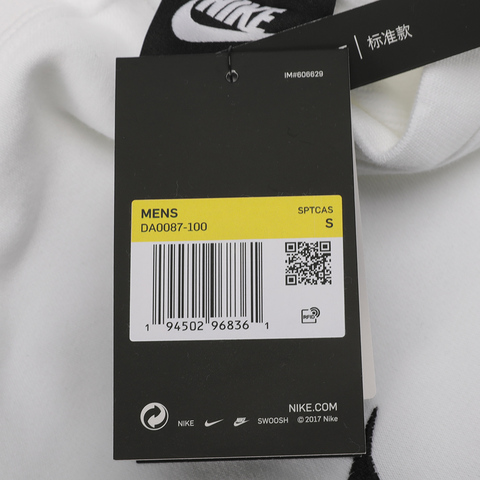 NIKE
标准款
IM#606629
MENS
SPTCAS
DA0087-100
S
RFID
1 94502 96836 1
NIKE.COM
NIKE SWOOSH © 2017 Nike